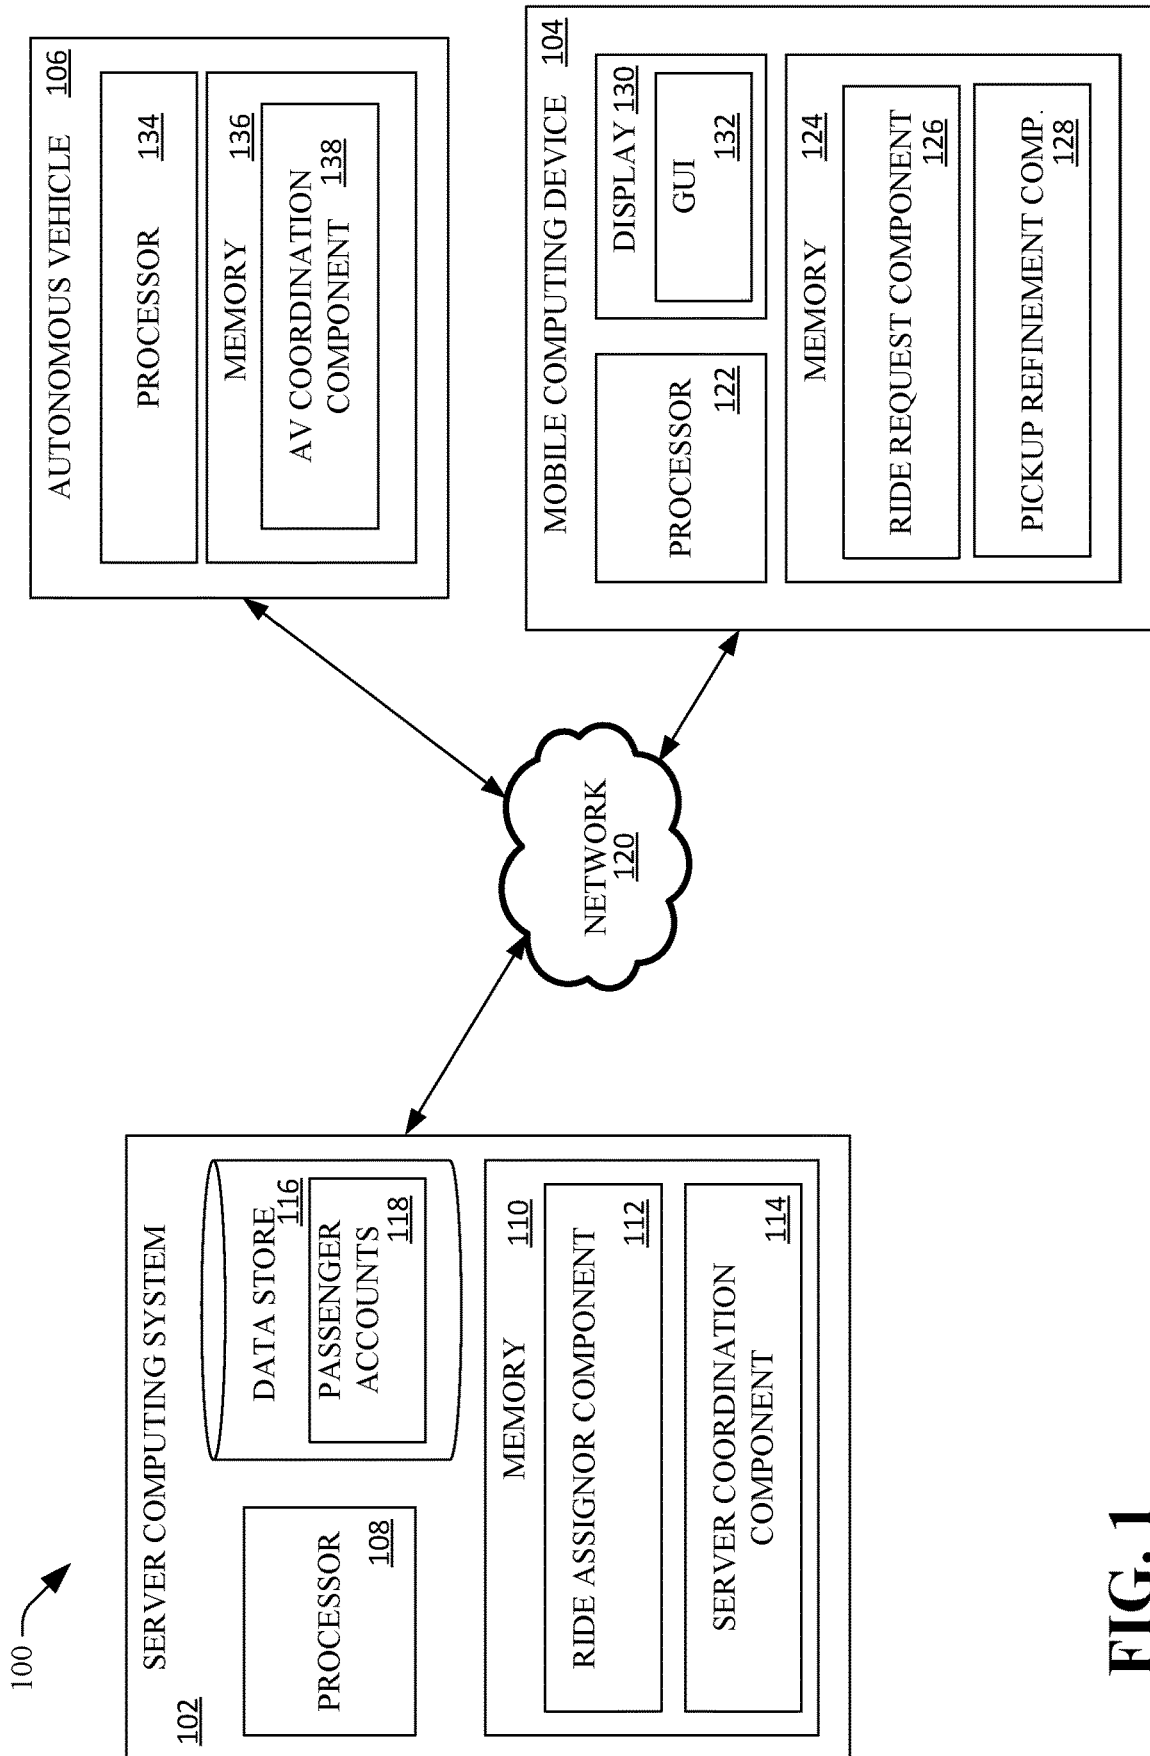 100
SERVER COMPUTING SYSTEM
102
PROCESSOR
108
DATA STORE
116
PASSENGER
ACCOUNTS
118
MEMORY
110
RIDE ASSIGNOR COMPONENT
112
SERVER COORDINATION
COMPONENT
114
NETWORK
120
AUTONOMOUS VEHICLE
106
PROCESSOR
134
MEMORY
136
AV COORDINATION
COMPONENT
138
MOBILE COMPUTING DEVICE
104
PROCESSOR
122
DISPLAY 130
GUI
132
MEMORY
124
RIDE REQUEST COMPONENT
126
PICKUP REFINEMENT COMP.
128
FIG. 1